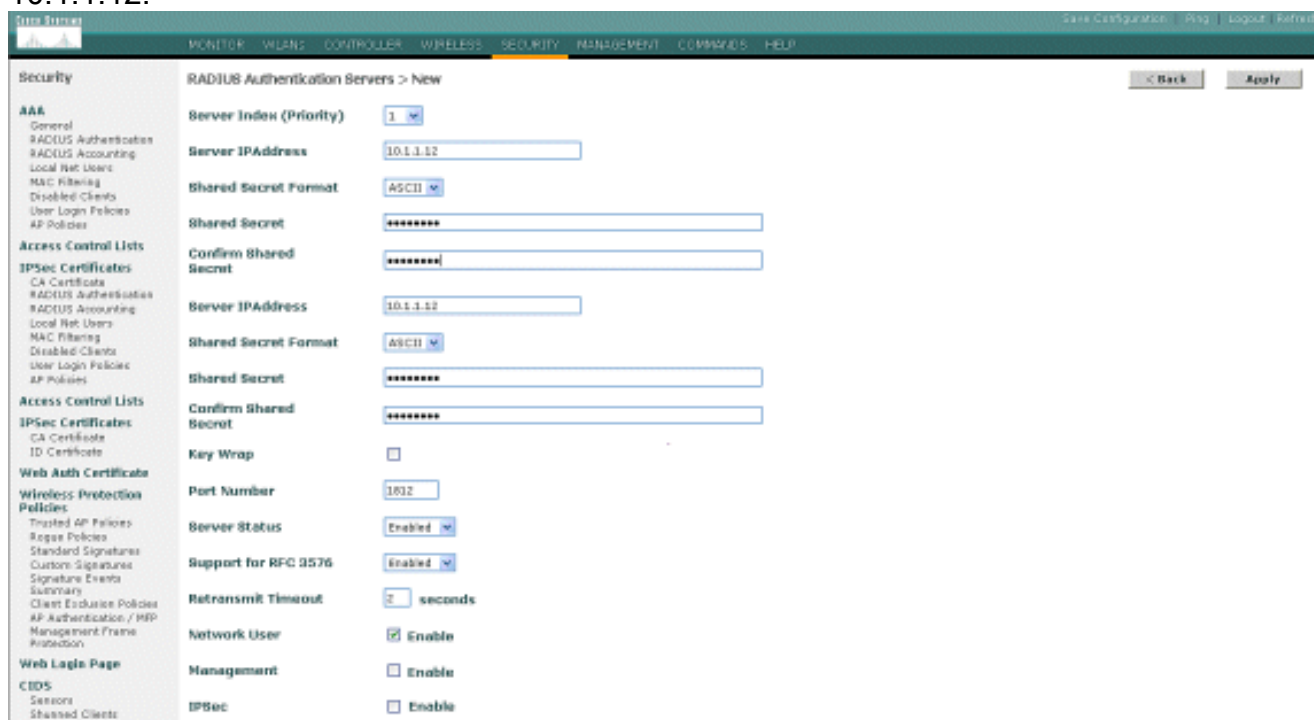 10.1.1.12.
Cisco Systems
Save Configuration | Ping | Logout | Refresh
MONITOR WLANs CONTROLLER WIRELESS SECURITY MANAGEMENT COMMANDS HELP
Security
AAA
General
RADIUS Authentication
RADIUS Accounting
Local Net Users
MAC Filtering
Disabled Clients
User Login Policies
AP Policies
Access Control Lists
IPSec Certificates
CA Certificate
RADIUS Authentication
RADIUS Accounting
Local Net Users
MAC Filtering
Disabled Clients
User Login Policies
AP Policies
Access Control Lists
IPSec Certificates
CA Certificate
ID Certificate
Web Auth Certificate
Wireless Protection
Policies
Trusted AP Policies
Rogue Policies
Standard Signatures
Custom Signatures
Signature Events
Summary
Client Exclusion Policies
AP Authentication / MFP
Management Frame
Protection
Web Login Page
CIDS
Sensors
Shunned Clients
RADIUS Authentication Servers > New
< Back
Apply
Server Index (Priority) 1
Server IPAddress 10.1.1.12
Shared Secret Format ASCII
Shared Secret ••••••••
Confirm Shared
Secret ••••••••
Server IPAddress 10.1.1.12
Shared Secret Format ASCII
Shared Secret ••••••••
Confirm Shared
Secret ••••••••
Key Wrap
Port Number 1812
Server Status Enabled
Support for RFC 3576 Enabled
Retransmit Timeout 2 seconds
Network User Enable
Management Enable
IPSec Enable